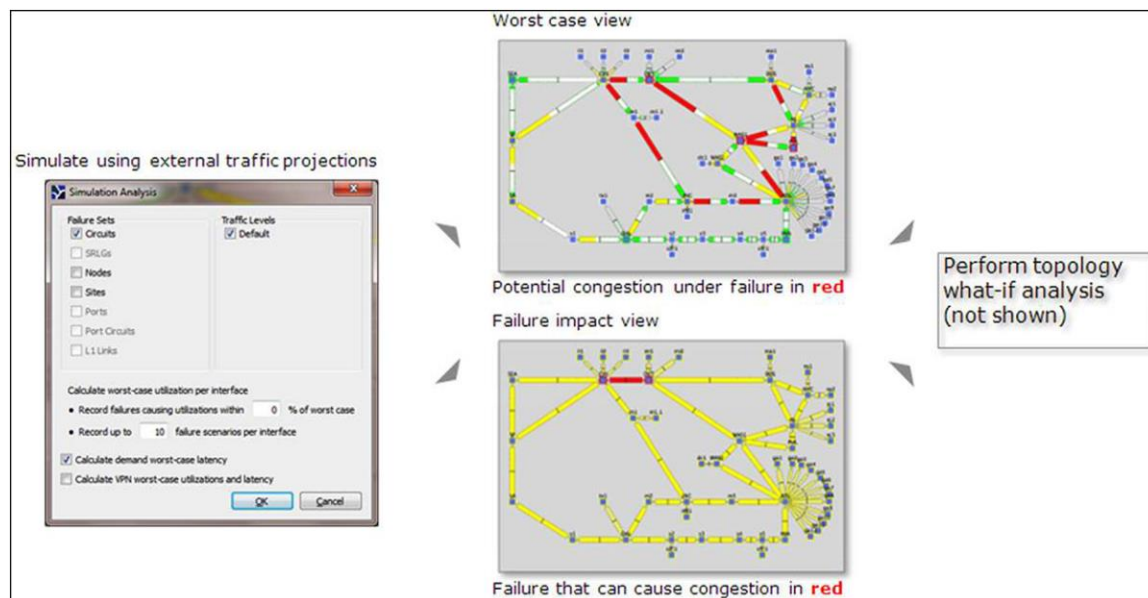 Worst case view
Simulate using external traffic projections
Simulation Analysis
Failure Sets
Circuits
SRLGs
Nodes
Sites
Ports
Port Circuits
L1 Links
Traffic Levels
Default
Calculate worst-case utilization per interface
• Record failures causing utilizations within 0 % of worst case
• Record up to 10 failure scenarios per interface
Calculate demand worst-case latency
Calculate VPN worst-case utilizations and latency
OK Cancel
Potential congestion under failure in red
Failure impact view
Failure that can cause congestion in red
Perform topology
what-if analysis
(not shown)